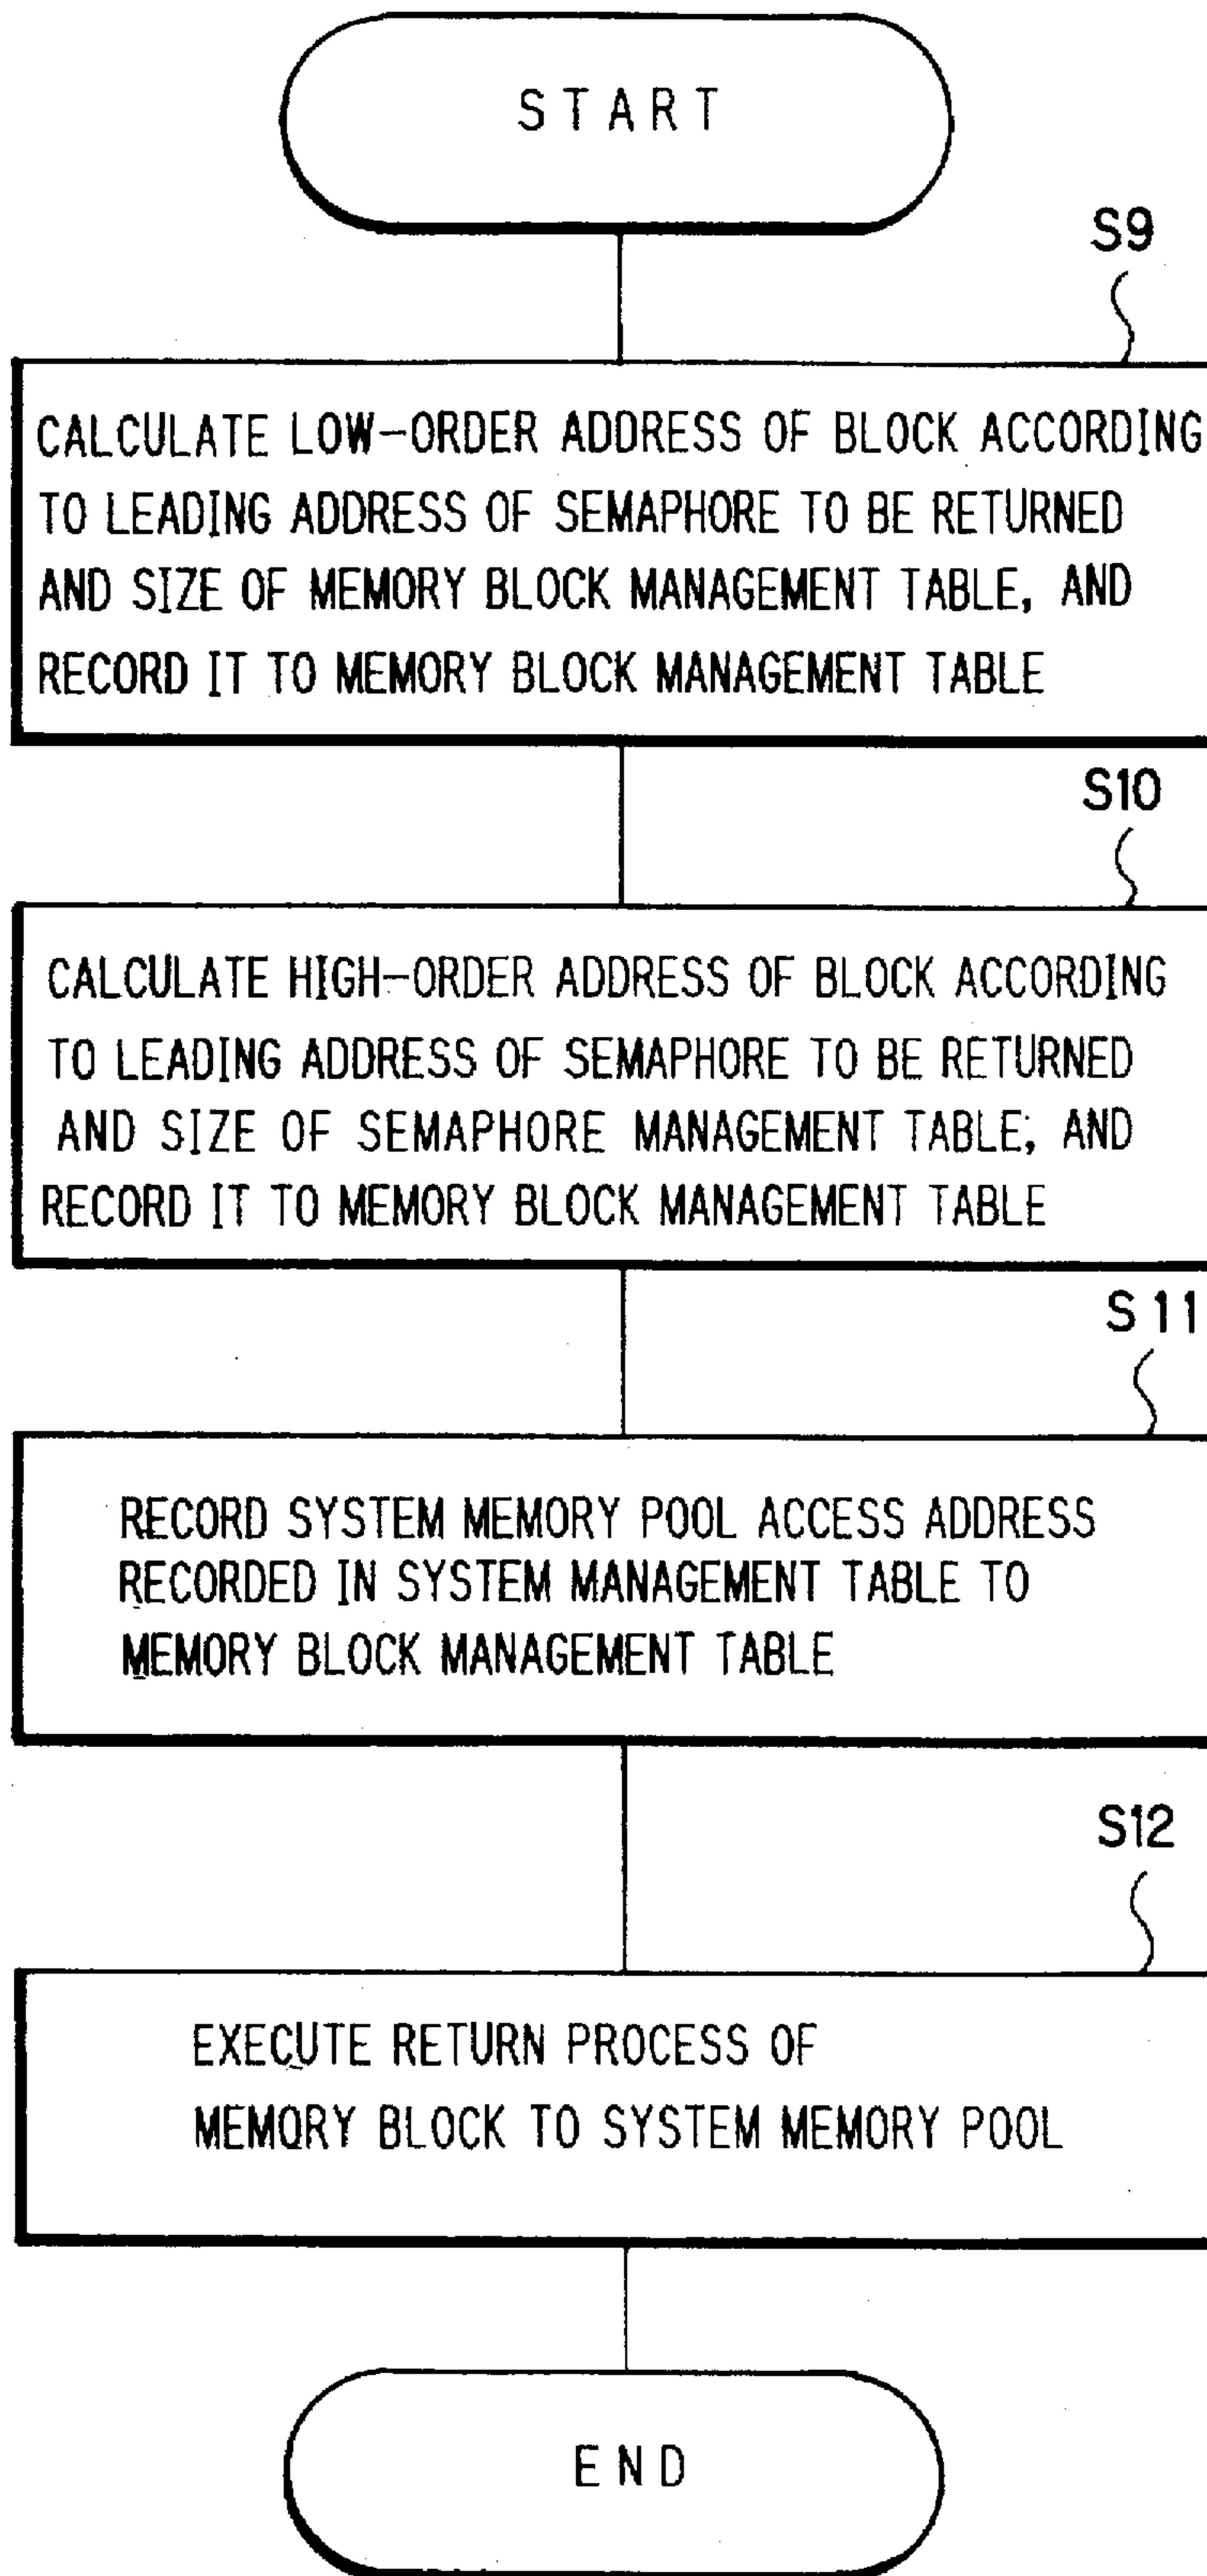 START
S9
CALCULATE LOW-ORDER ADDRESS OF BLOCK ACCORDING
TO LEADING ADDRESS OF SEMAPHORE TO BE RETURNED
AND SIZE OF MEMORY BLOCK MANAGEMENT TABLE, AND
RECORD IT TO MEMORY BLOCK MANAGEMENT TABLE
S10
CALCULATE HIGH-ORDER ADDRESS OF BLOCK ACCORDING
TO LEADING ADDRESS OF SEMAPHORE TO BE RETURNED
AND SIZE OF SEMAPHORE MANAGEMENT TABLE, AND
RECORD IT TO MEMORY BLOCK MANAGEMENT TABLE
S11
RECORD SYSTEM MEMORY POOL ACCESS ADDRESS
RECORDED IN SYSTEM MANAGEMENT TABLE TO
MEMORY BLOCK MANAGEMENT TABLE
S12
EXECUTE RETURN PROCESS OF
MEMORY BLOCK TO SYSTEM MEMORY POOL
END